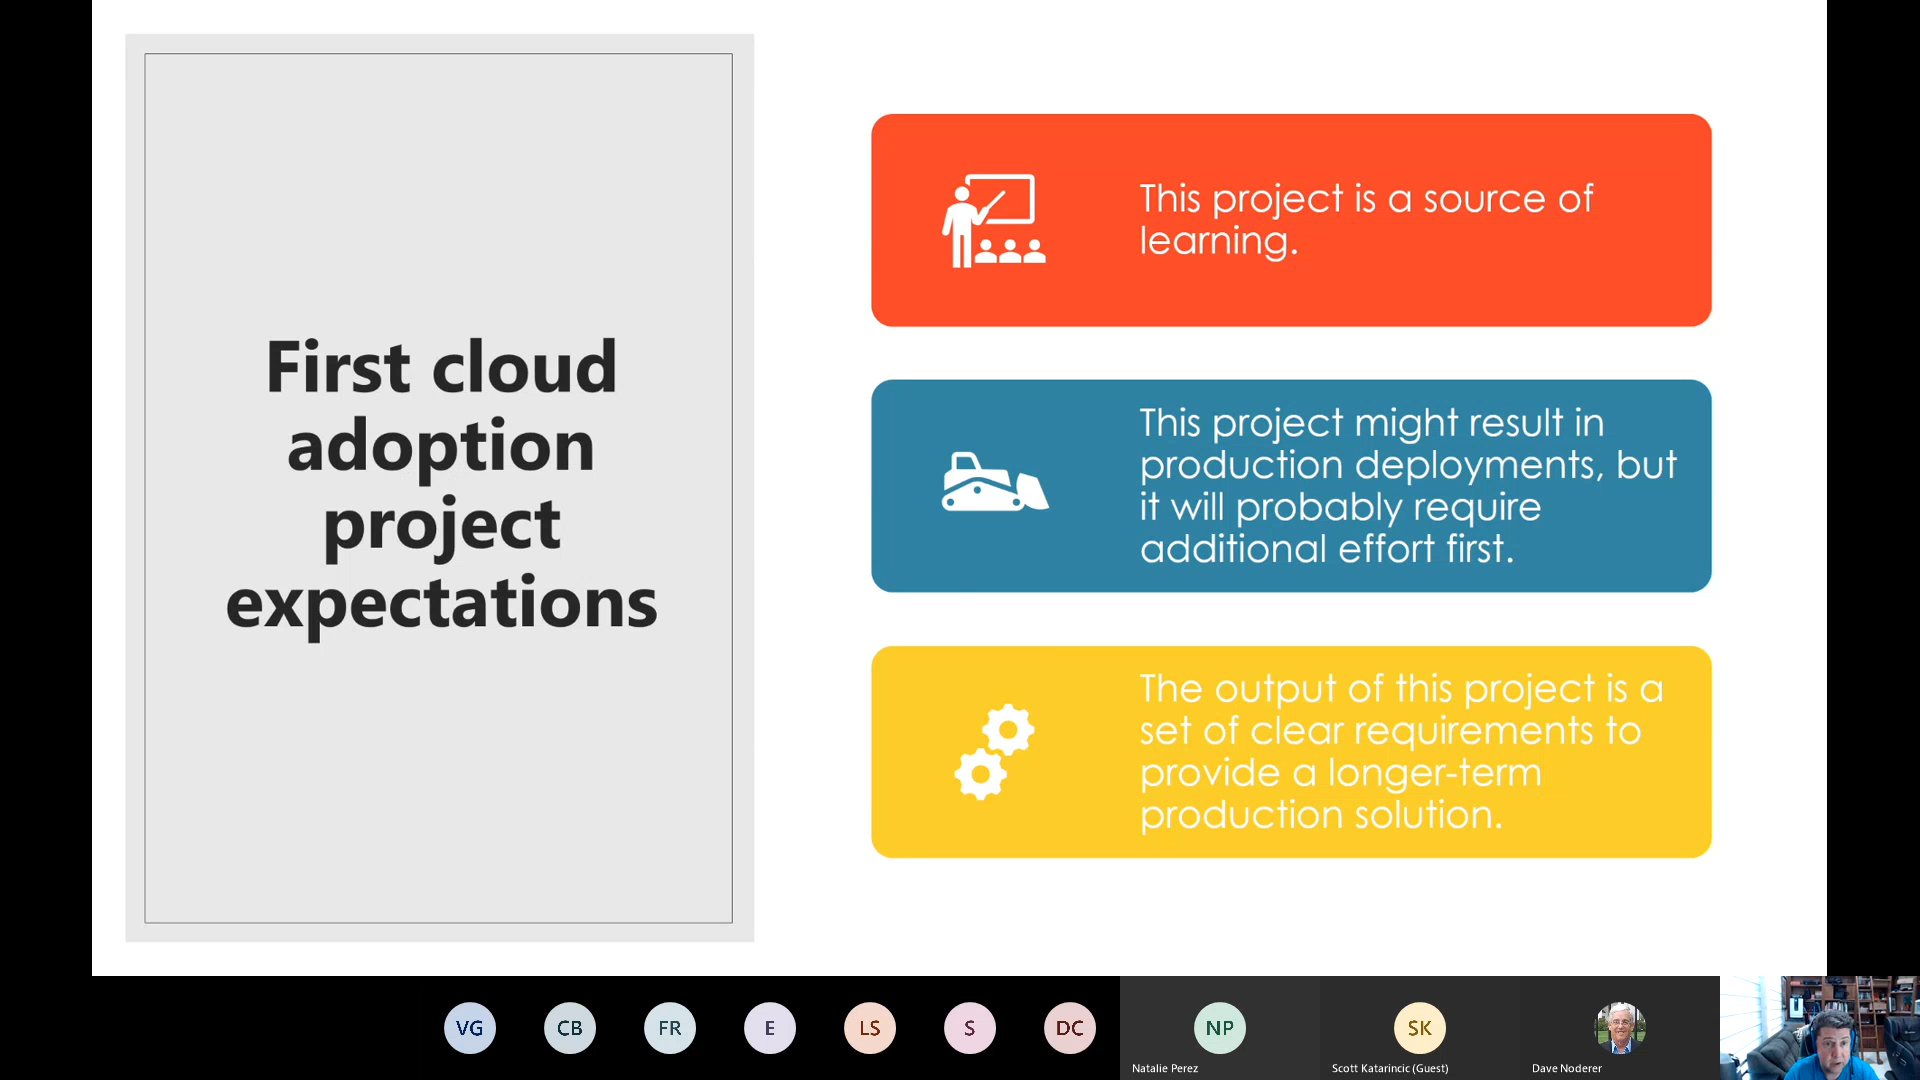 First cloud
adoption
project
expectations
This project is a source of
learning.
This project might result in
production deployments, but
it will probably require
additional effort first.
The output of this project is a
set of clear requirements to
provide a longer-term
production solution.
VG
CB
FR
E
LS
S
DC
NP
Natalie Perez
SK
Scott Katarincic (Guest)
Dave Noderer